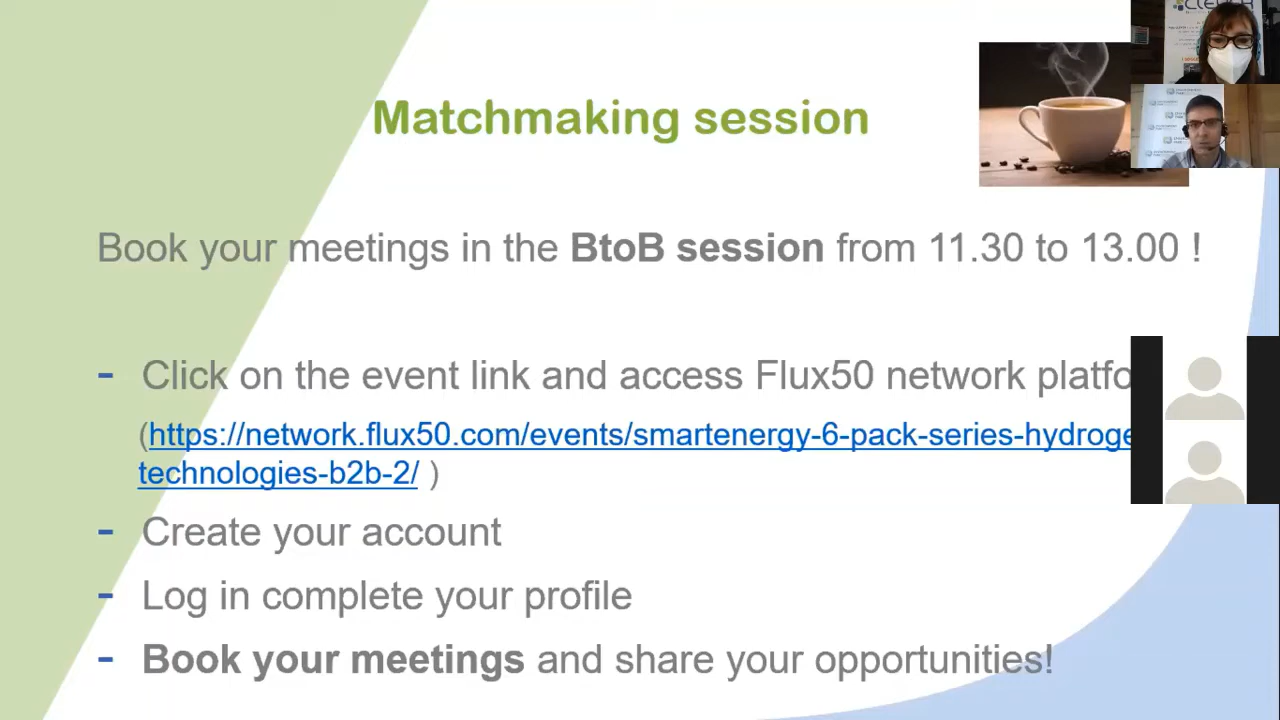 Matchmaking session
Book your meetings in the BtoB session from 11.30 to 13.00 !
- Click on the event link and access Flux50 network platfo
(https://network.flux50.com/events/smartenergy-6-pack-series-hydroge
technologies-b2b-2/ )
- Create your account
- Log in complete your profile
- Book your meetings and share your opportunities!